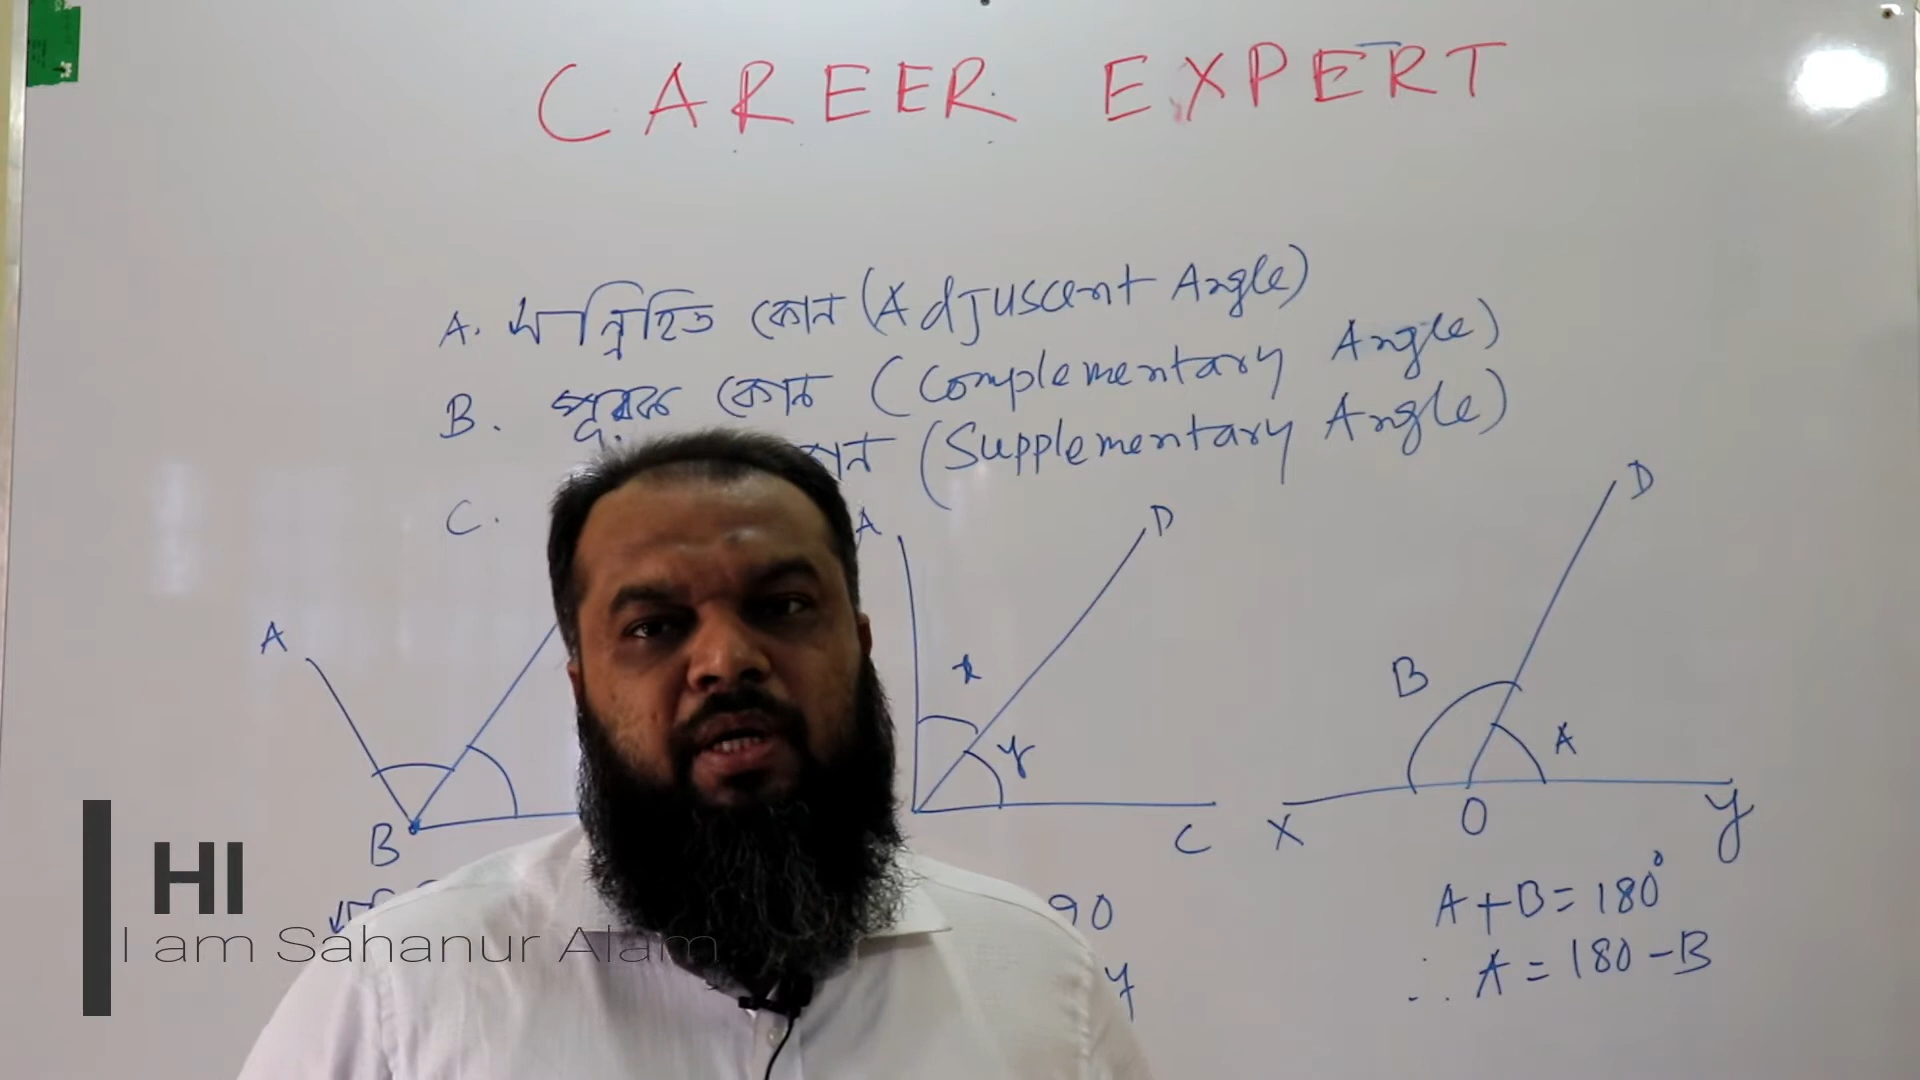 CAREER EXPERT
A. সন্নিহিত কোন (Adjuscent Angle)
B. পূরক কোন (Complementary Angle)
C. কোন (Supplementary Angle)
A
B
A
D
x
y
C
D
B
A
X
O
y
90
y
A+B=180°
∴ A=180-B
HI
I am Sahanur Alam